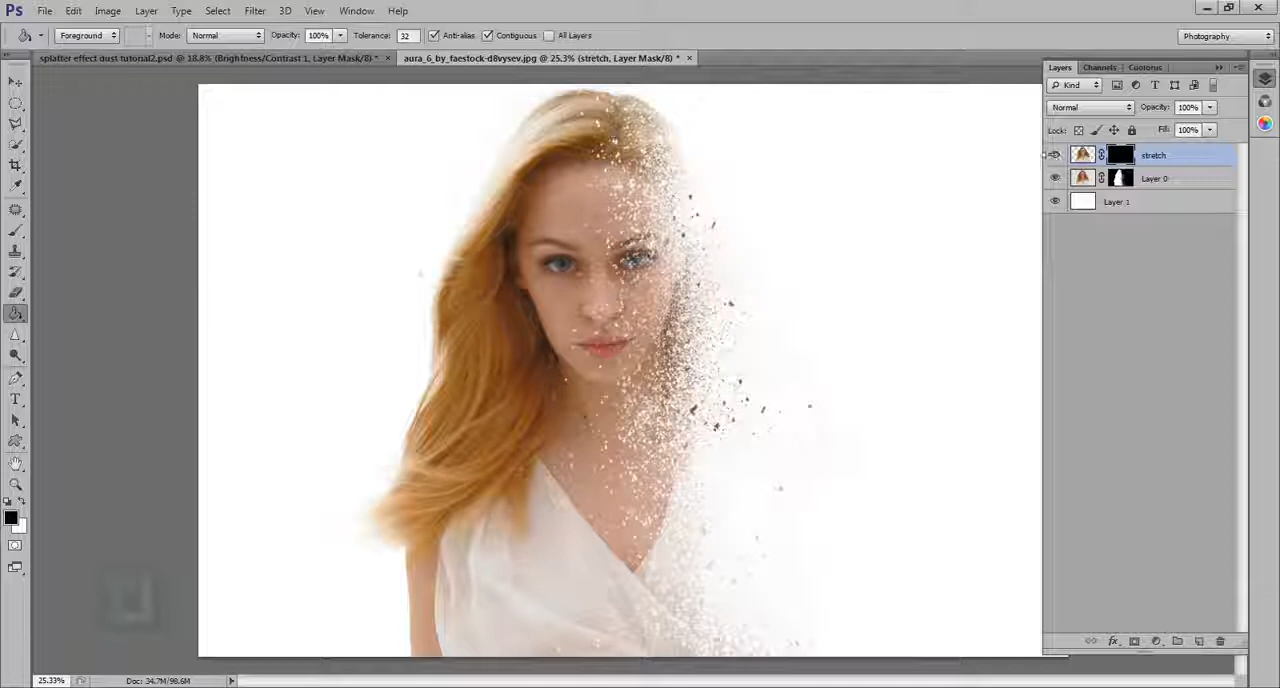 Ps File Edit Image Layer Type Select Filter 3D View Window Help
Foreground Mode: Normal Opacity: 100% Tolerance: 32 Anti-alias Contiguous All Layers Photography
splatter effect dust tutorial2.psd @ 18.8% (Brightness/Contrast 1, Layer Mask/8) * × aura_6_by_faestock-d8vysev.jpg @ 25.3% (stretch, Layer Mask/8) * ×
Layers Channels
Kind
Normal Opacity: 100%
Lock: Fill: 100%
stretch
Layer 0
Layer 1
25.33% Doc: 34.7M/98.6M